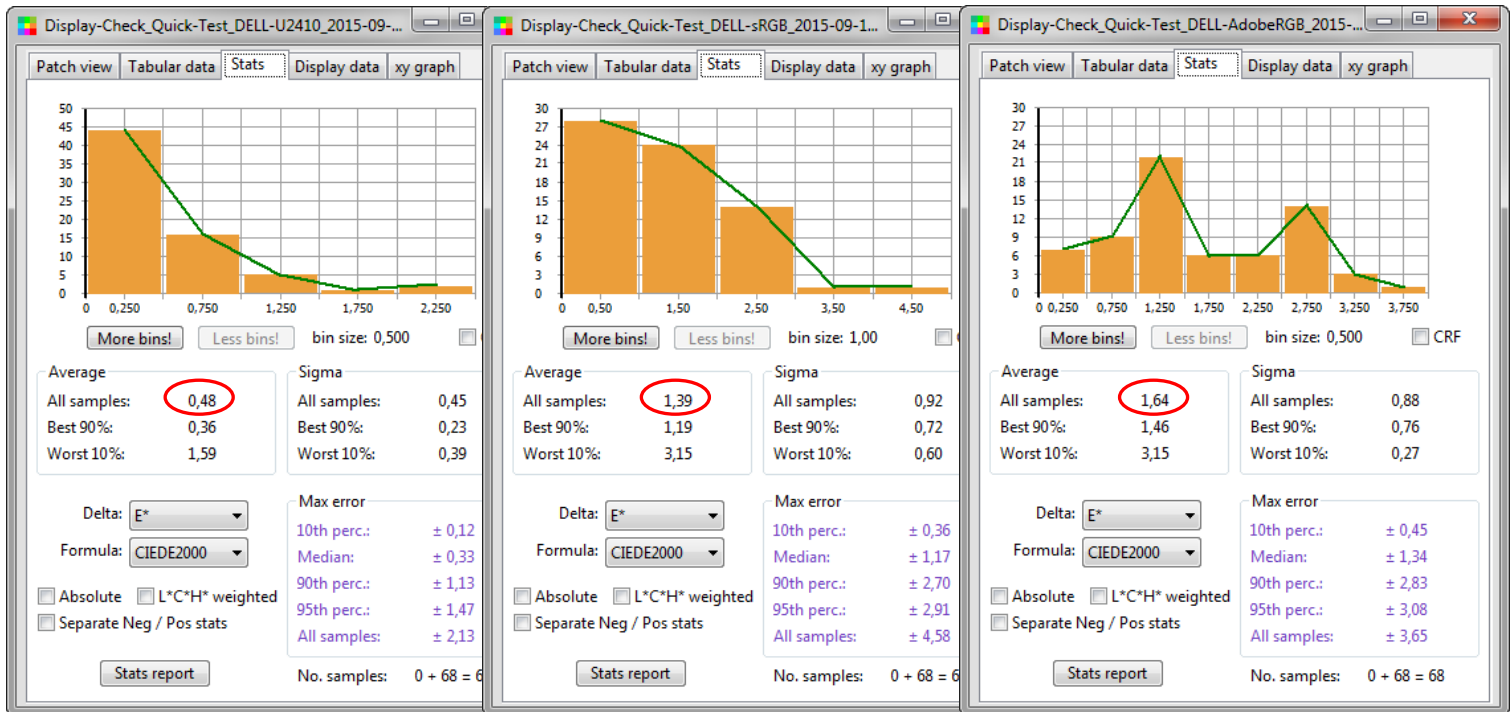 Display-Check_Quick-Test_DELL-U2410_2015-09-...
Patch view Tabular data Stats Display data xy graph
50
45
40
35
30
25
20
15
10
5
0
0 0,250 0,750 1,250 1,750 2,250
More bins! Less bins! bin size: 0,500
Average
All samples: 0,48
Best 90%: 0,36
Worst 10%: 1,59
Sigma
All samples: 0,45
Best 90%: 0,23
Worst 10%: 0,39
Delta: E*
Formula: CIEDE2000
Absolute L*C*H* weighted
Separate Neg / Pos stats
Stats report
Max error
10th perc.: ± 0,12
Median: ± 0,33
90th perc.: ± 1,13
95th perc.: ± 1,47
All samples: ± 2,13
No. samples: 0 + 68 = 6
Display-Check_Quick-Test_DELL-sRGB_2015-09-1...
Patch view Tabular data Stats Display data xy graph
30
27
24
21
18
15
12
9
6
3
0
0 0,50 1,50 2,50 3,50 4,50
More bins! Less bins! bin size: 1,00
Average
All samples: 1,39
Best 90%: 1,19
Worst 10%: 3,15
Sigma
All samples: 0,92
Best 90%: 0,72
Worst 10%: 0,60
Delta: E*
Formula: CIEDE2000
Absolute L*C*H* weighted
Separate Neg / Pos stats
Stats report
Max error
10th perc.: ± 0,36
Median: ± 1,17
90th perc.: ± 2,70
95th perc.: ± 2,91
All samples: ± 4,58
No. samples: 0 + 68 = 6
Display-Check_Quick-Test_DELL-AdobeRGB_2015-...
Patch view Tabular data Stats Display data xy graph
30
27
24
21
18
15
12
9
6
3
0
0 0,250 0,750 1,250 1,750 2,250 2,750 3,250 3,750
More bins! Less bins! bin size: 0,500 CRF
Average
All samples: 1,64
Best 90%: 1,46
Worst 10%: 3,15
Sigma
All samples: 0,88
Best 90%: 0,76
Worst 10%: 0,27
Delta: E*
Formula: CIEDE2000
Absolute L*C*H* weighted
Separate Neg / Pos stats
Stats report
Max error
10th perc.: ± 0,45
Median: ± 1,34
90th perc.: ± 2,83
95th perc.: ± 3,08
All samples: ± 3,65
No. samples: 0 + 68 = 68